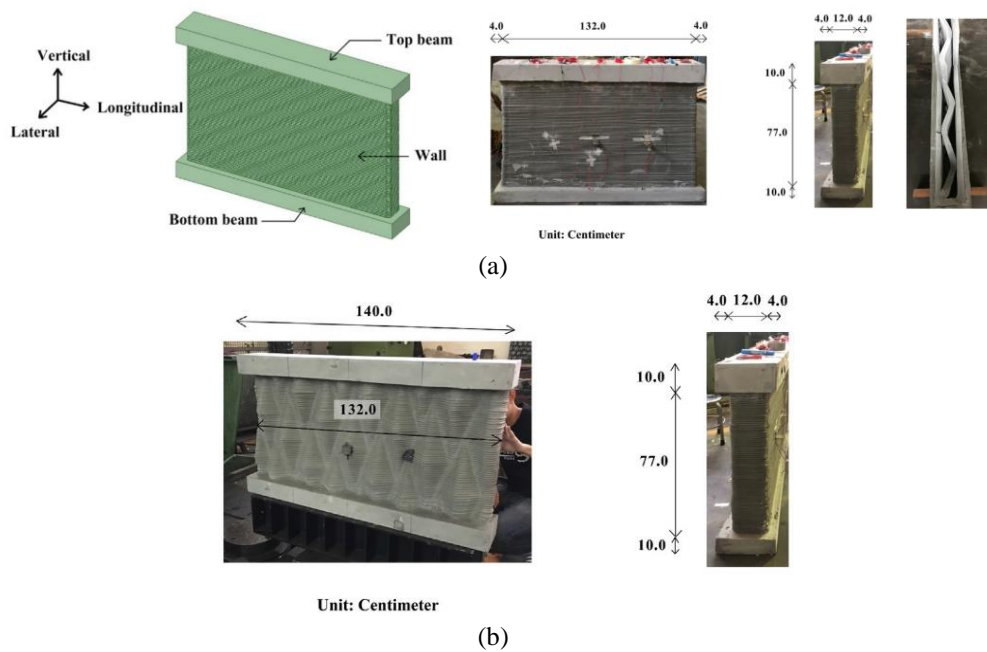 Vertical
Longitudinal
Lateral
Top beam
Wall
Bottom beam
4.0 132.0 4.0
4.0 12.0 4.0
10.0
77.0
10.0
Unit: Centimeter
(a)
140.0
132.0
4.0 12.0 4.0
10.0
77.0
10.0
Unit: Centimeter
(b)